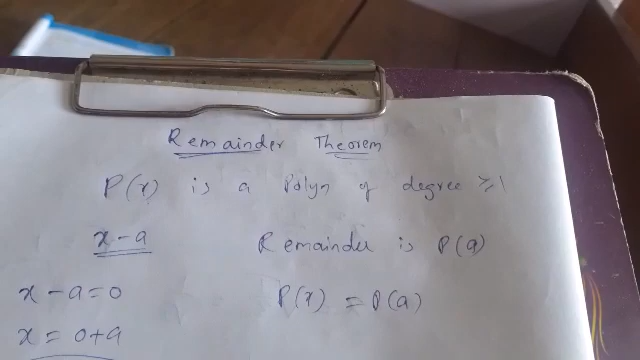 Remainder Theorem
P(x) is a Polyn of degree ≥1
x-a Remainder is P(a)
x-a=0 P(x) = P(a)
x = 0+a